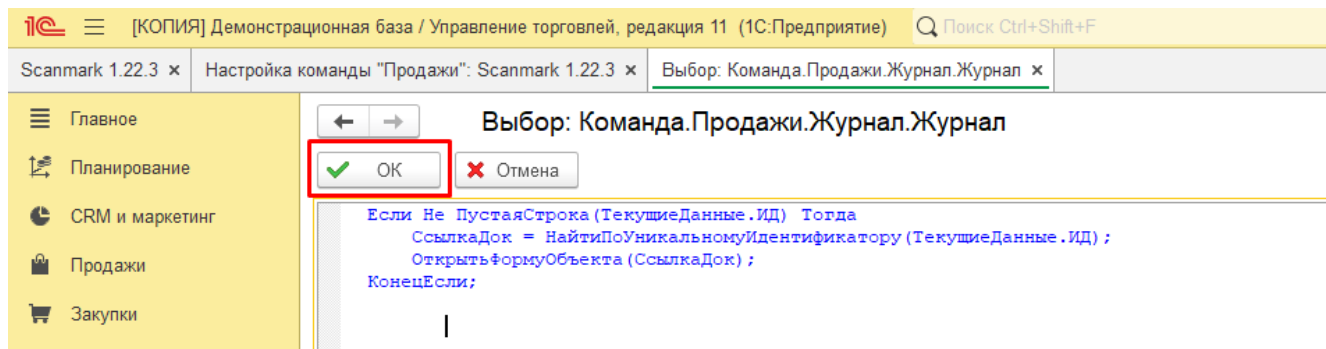 1С [КОПИЯ] Демонстрационная база / Управление торговлей, редакция 11 (1С:Предприятие) Поиск Ctrl+Shift+F
Scanmark 1.22.3 × Настройка команды "Продажи": Scanmark 1.22.3 × Выбор: Команда.Продажи.Журнал.Журнал ×
Главное
Планирование
CRM и маркетинг
Продажи
Закупки
Выбор: Команда.Продажи.Журнал.Журнал
ОК Отмена
Если Не ПустаяСтрока(ТекущиеДанные.ИД) Тогда
СсылкаДок = НайтиПоУникальномуИдентификатору(ТекущиеДанные.ИД);
ОткрытьФормуОбъекта(СсылкаДок);
КонецЕсли;